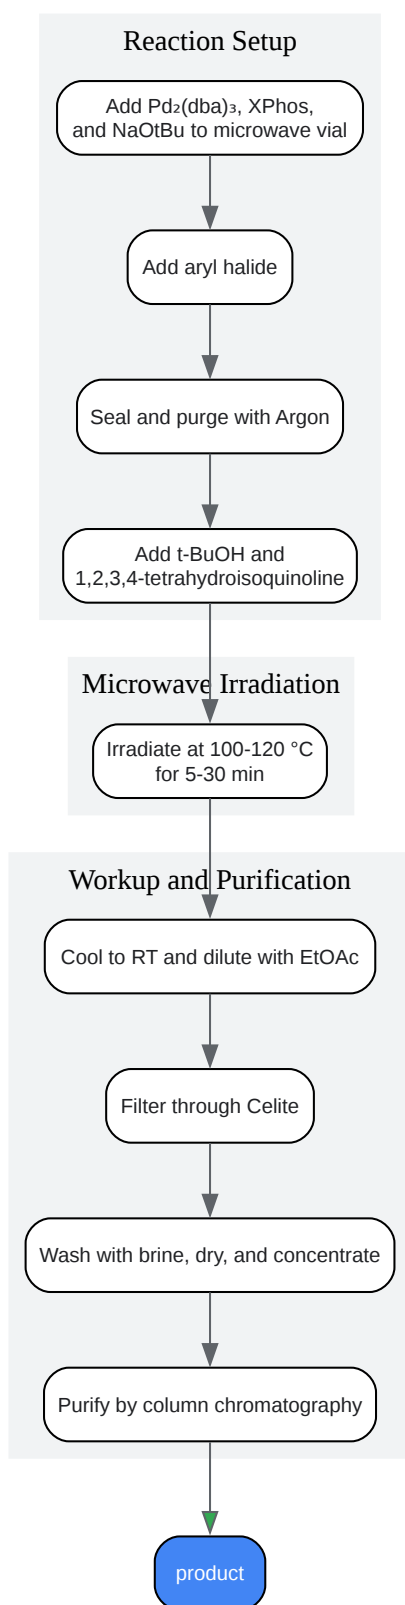 Reaction Setup
Add Pd₂(dba)₃, XPhos,
and NaOtBu to microwave vial
Add aryl halide
Seal and purge with Argon
Add t-BuOH and
1,2,3,4-tetrahydroisoquinoline
Microwave Irradiation
Irradiate at 100-120 °C
for 5-30 min
Workup and Purification
Cool to RT and dilute with EtOAc
Filter through Celite
Wash with brine, dry, and concentrate
Purify by column chromatography
product